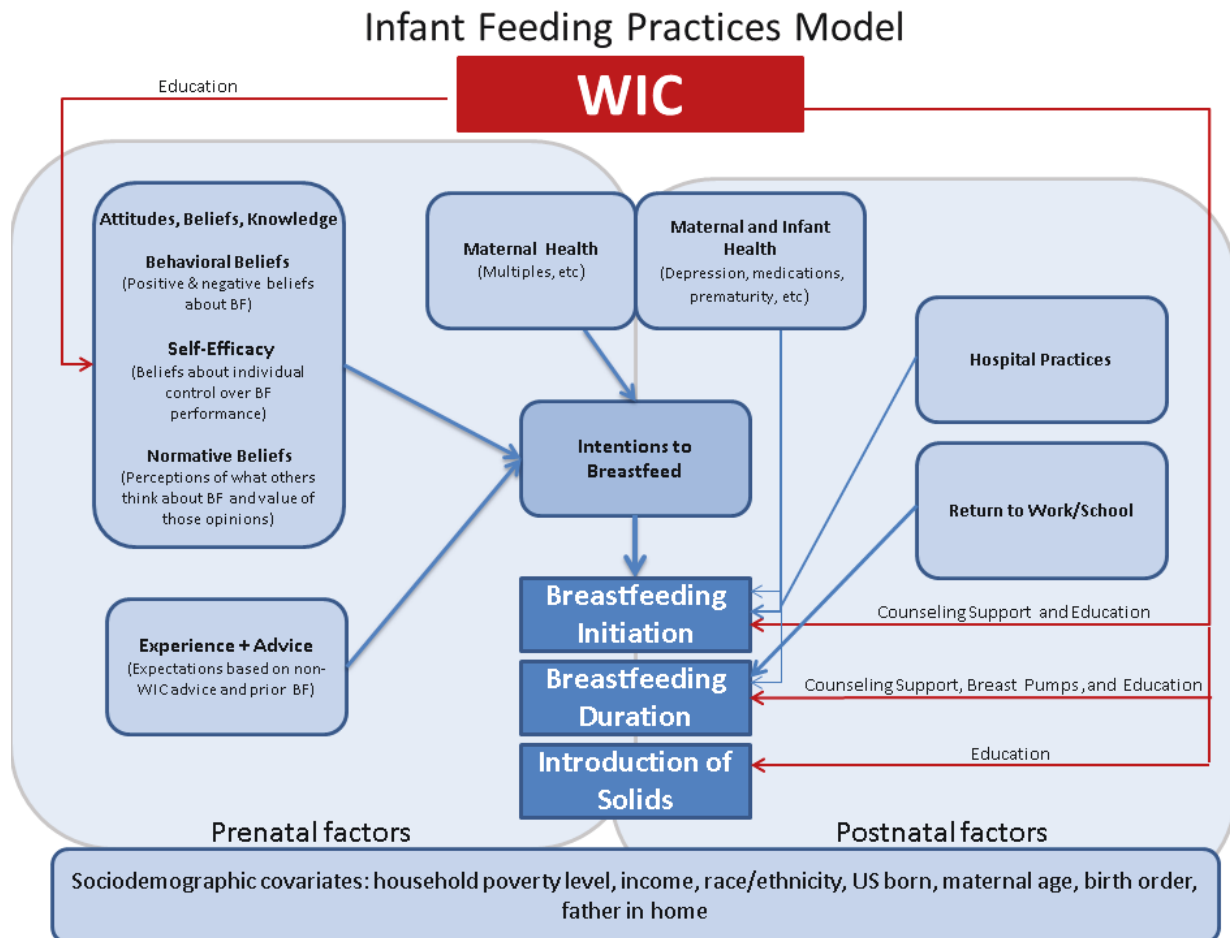 Infant Feeding Practices Model
WIC
Education
Attitudes, Beliefs, Knowledge
Behavioral Beliefs
(Positive & negative beliefs
about BF)
Self-Efficacy
(Beliefs about individual
control over BF
performance)
Normative Beliefs
(Perceptions of what others
think about BF and value of
those opinions)
Experience + Advice
(Expectations based on non-
WIC advice and prior BF)
Maternal Health
(Multiples, etc)
Maternal and Infant
Health
(Depression, medications,
prematurity, etc)
Hospital Practices
Return to Work/School
Intentions to
Breastfeed
Breastfeeding
Initiation
Counseling Support and Education
Breastfeeding
Duration
Counseling Support, Breast Pumps, and Education
Introduction of
Solids
Education
Prenatal factors
Postnatal factors
Sociodemographic covariates: household poverty level, income, race/ethnicity, US born, maternal age, birth order,
father in home